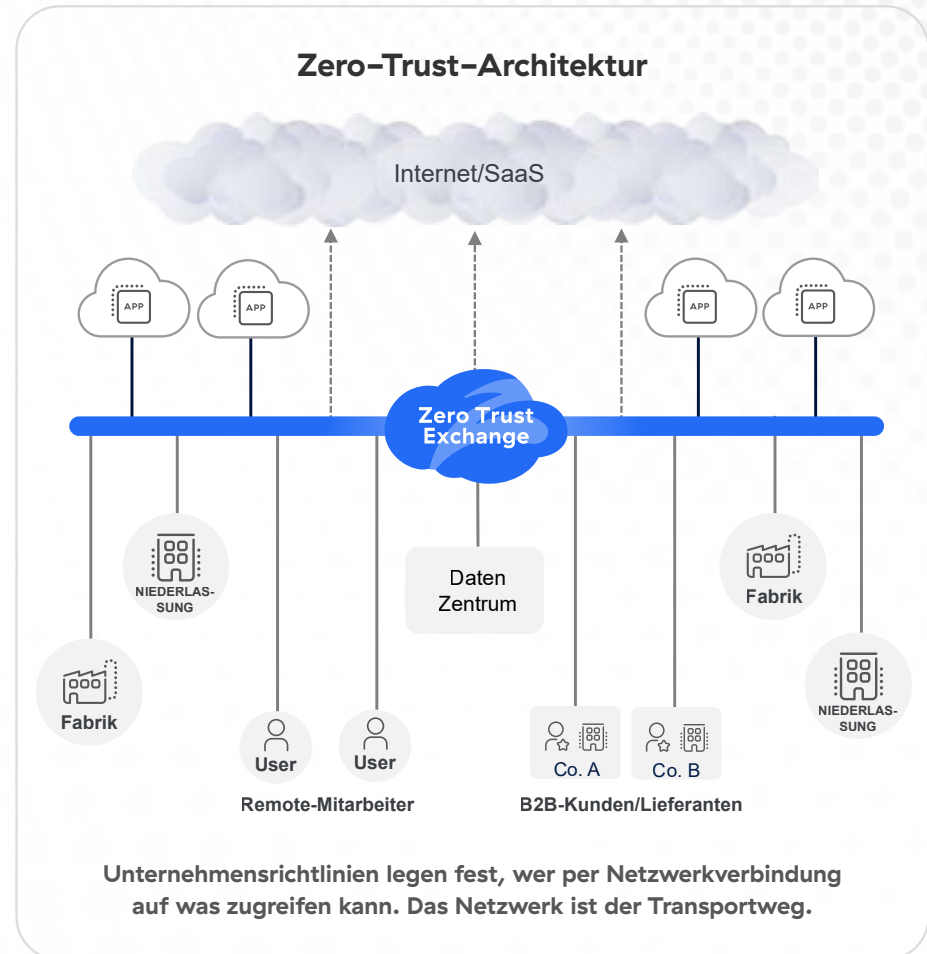 Zero-Trust-Architektur
Internet/SaaS
APP
APP
APP
APP
Zero Trust
Exchange
NIEDERLAS-
SUNG
Daten
Zentrum
Fabrik
Fabrik
NIEDERLAS-
SUNG
User
User
Co. A
Co. B
Remote-Mitarbeiter
B2B-Kunden/Lieferanten
Unternehmensrichtlinien legen fest, wer per Netzwerkverbindung
auf was zugreifen kann. Das Netzwerk ist der Transportweg.